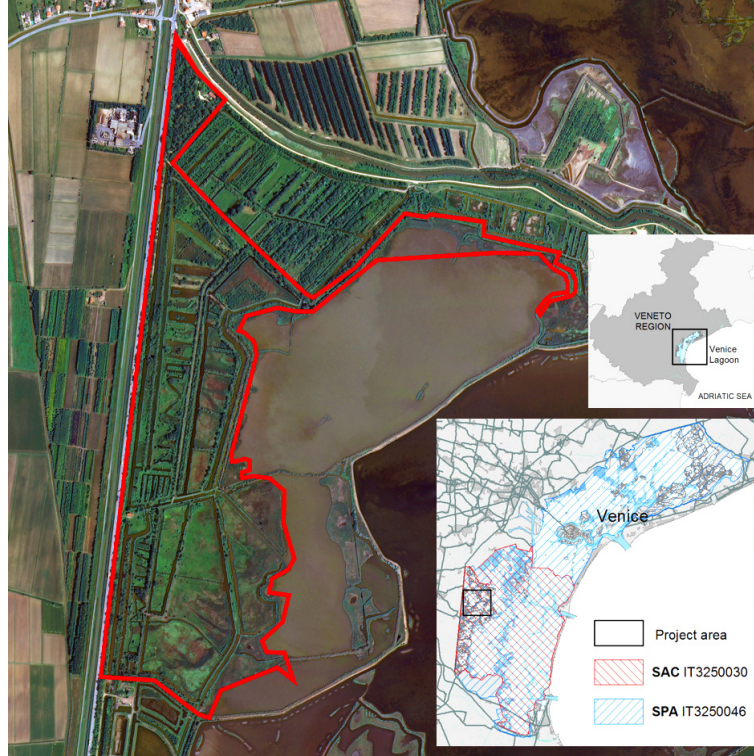 VENETO
REGION
Venice
Lagoon
ADRIATIC SEA
Venice
Project area
SAC IT3250030
SPA IT3250046